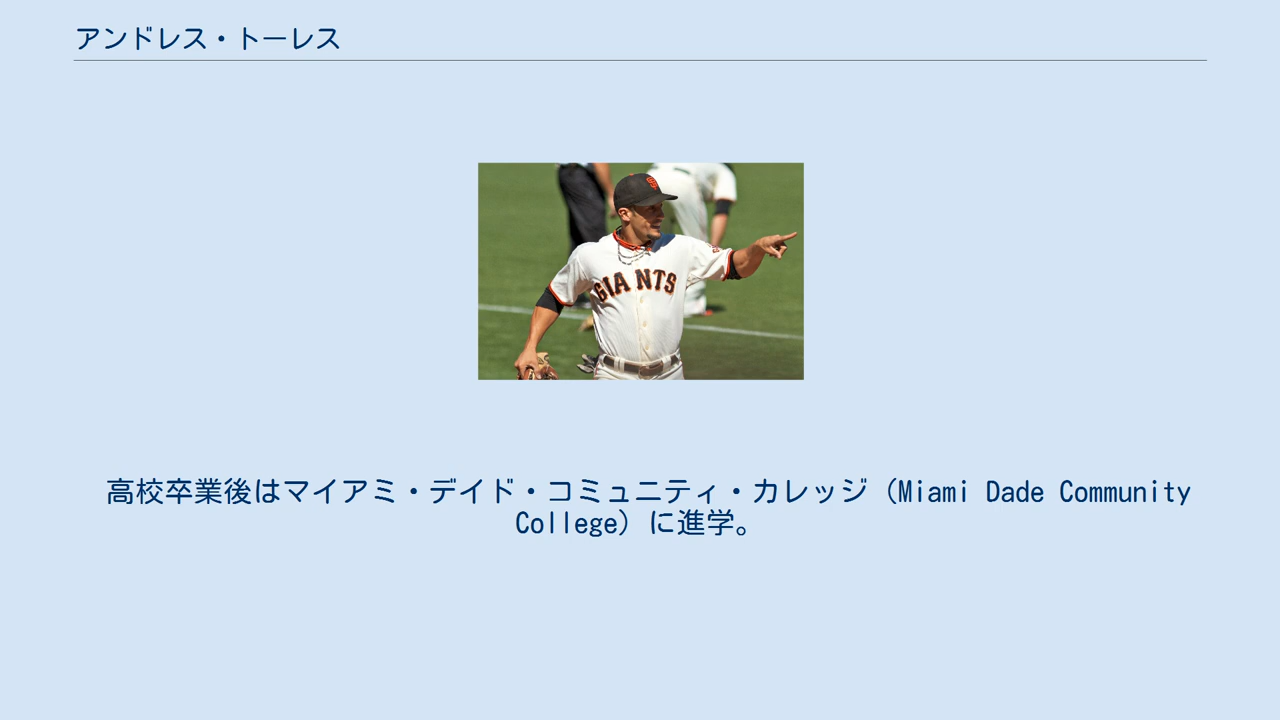 アンドレス・トーレス
GIANTS
高校卒業後はマイアミ・デイド・コミュニティ・カレッジ（Miami Dade Community
College）に進学。